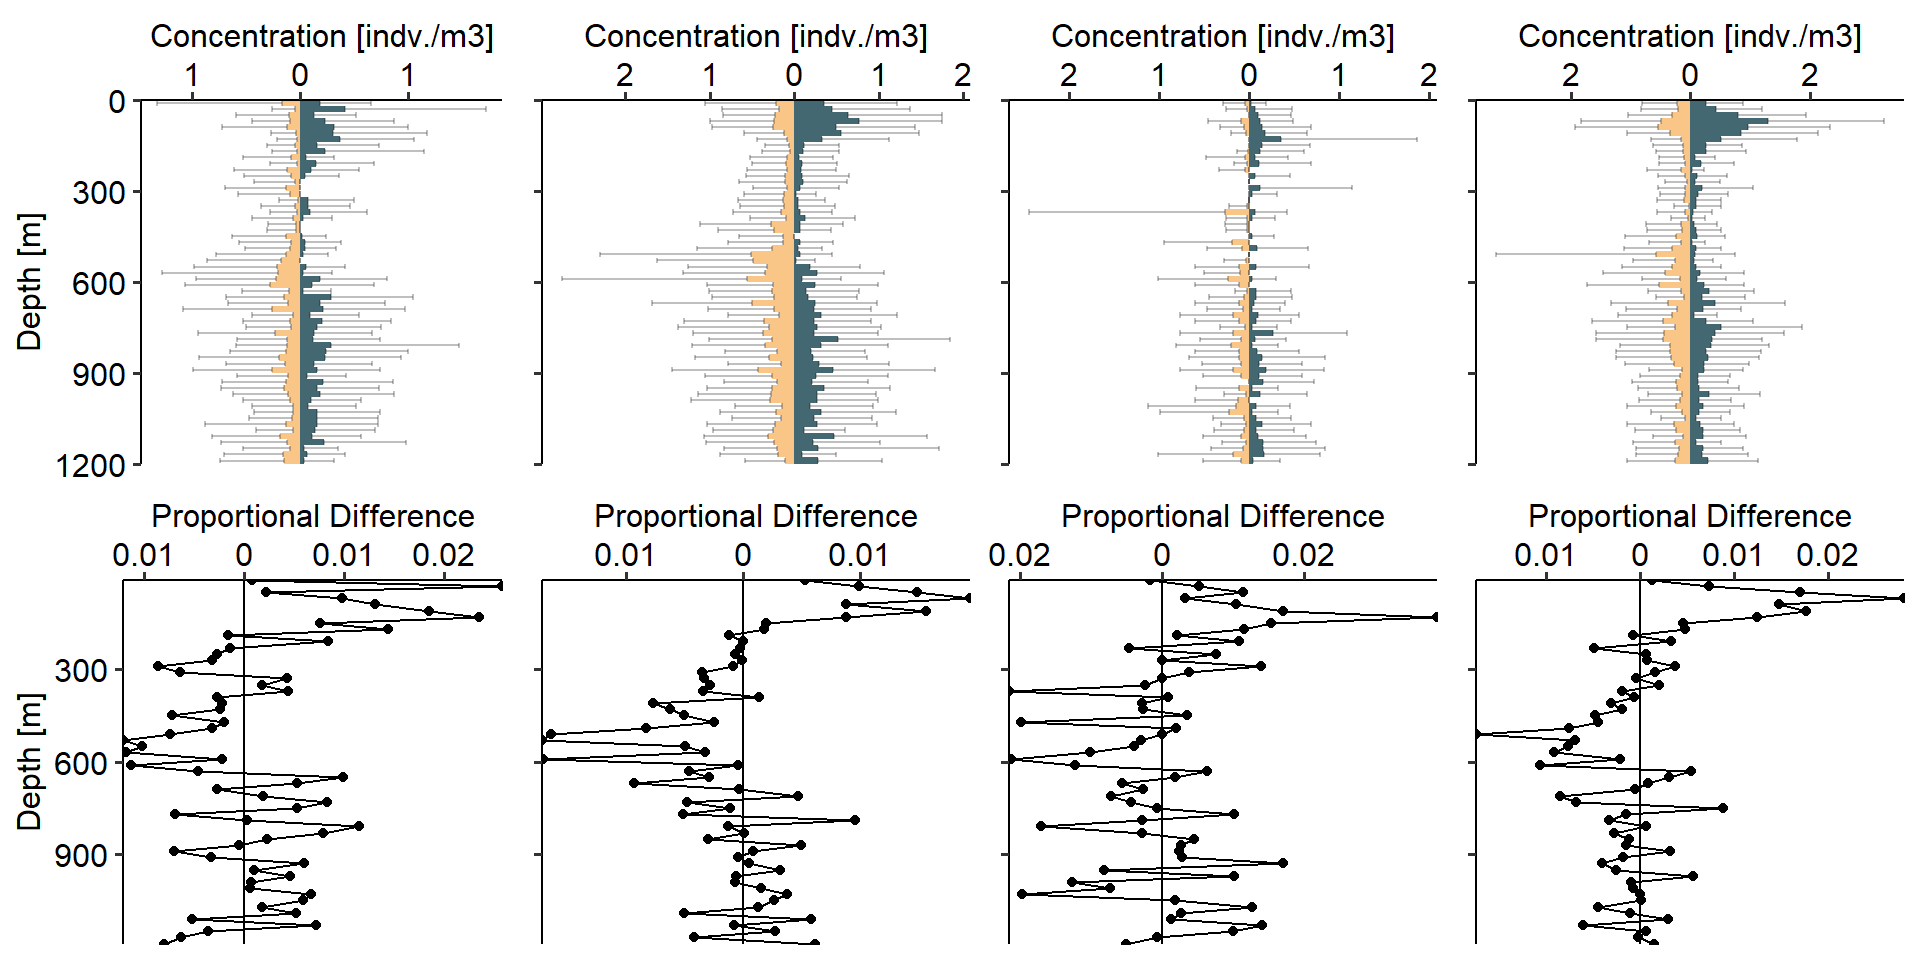 Concentration [indv./m3] Concentration [indv./m3] Concentration [indv./m3] Concentration [indv./m3]
1 0 1 2 1 0 1 2 2 1 0 1 2 2 0 2
0
300
600
900
1200
Depth [m]
Proportional Difference Proportional Difference Proportional Difference Proportional Difference
0.01 0 0.01 0.02 0.01 0 0.01 0.02 0 0.02 0.01 0 0.01 0.02
300
600
900
Depth [m]